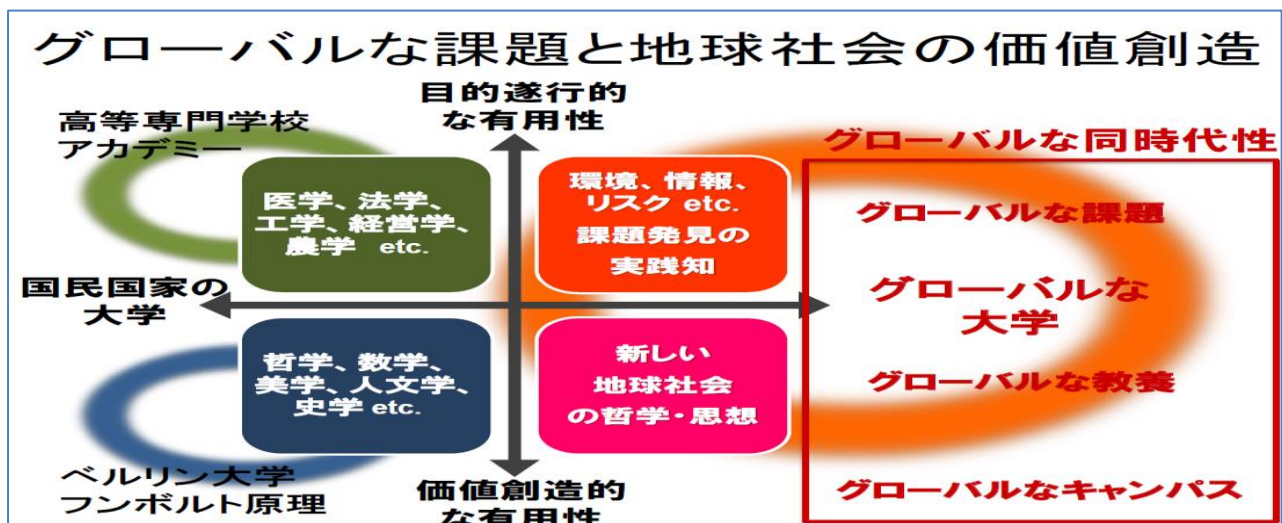 グローバルな課題と地球社会の価値創造
目的遂行的
な有用性
高等専門学校
アカデミー
医学、法学、
工学、経営学、
農学 etc.
環境、情報、
リスク etc.
課題発見の
実践知
グローバルな同時代性
グローバルな課題
国民国家の
大学
グローバルな
大学
哲学、数学、
美学、人文学、
史学 etc.
新しい
地球社会
の哲学・思想
グローバルな教養
ベルリン大学
フンボルト原理
価値創造的
な有用性
グローバルなキャンパス